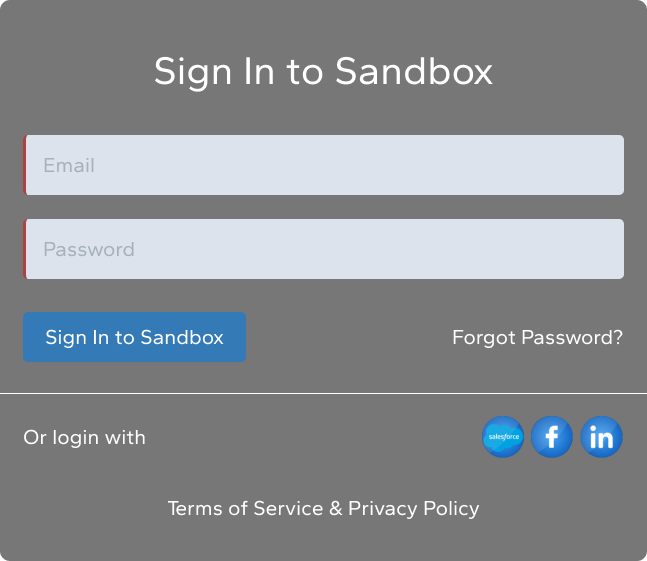 Sign In to Sandbox
Email
Password
Sign In to Sandbox
Forgot Password?
Or login with
salesforce
f
in
Terms of Service & Privacy Policy